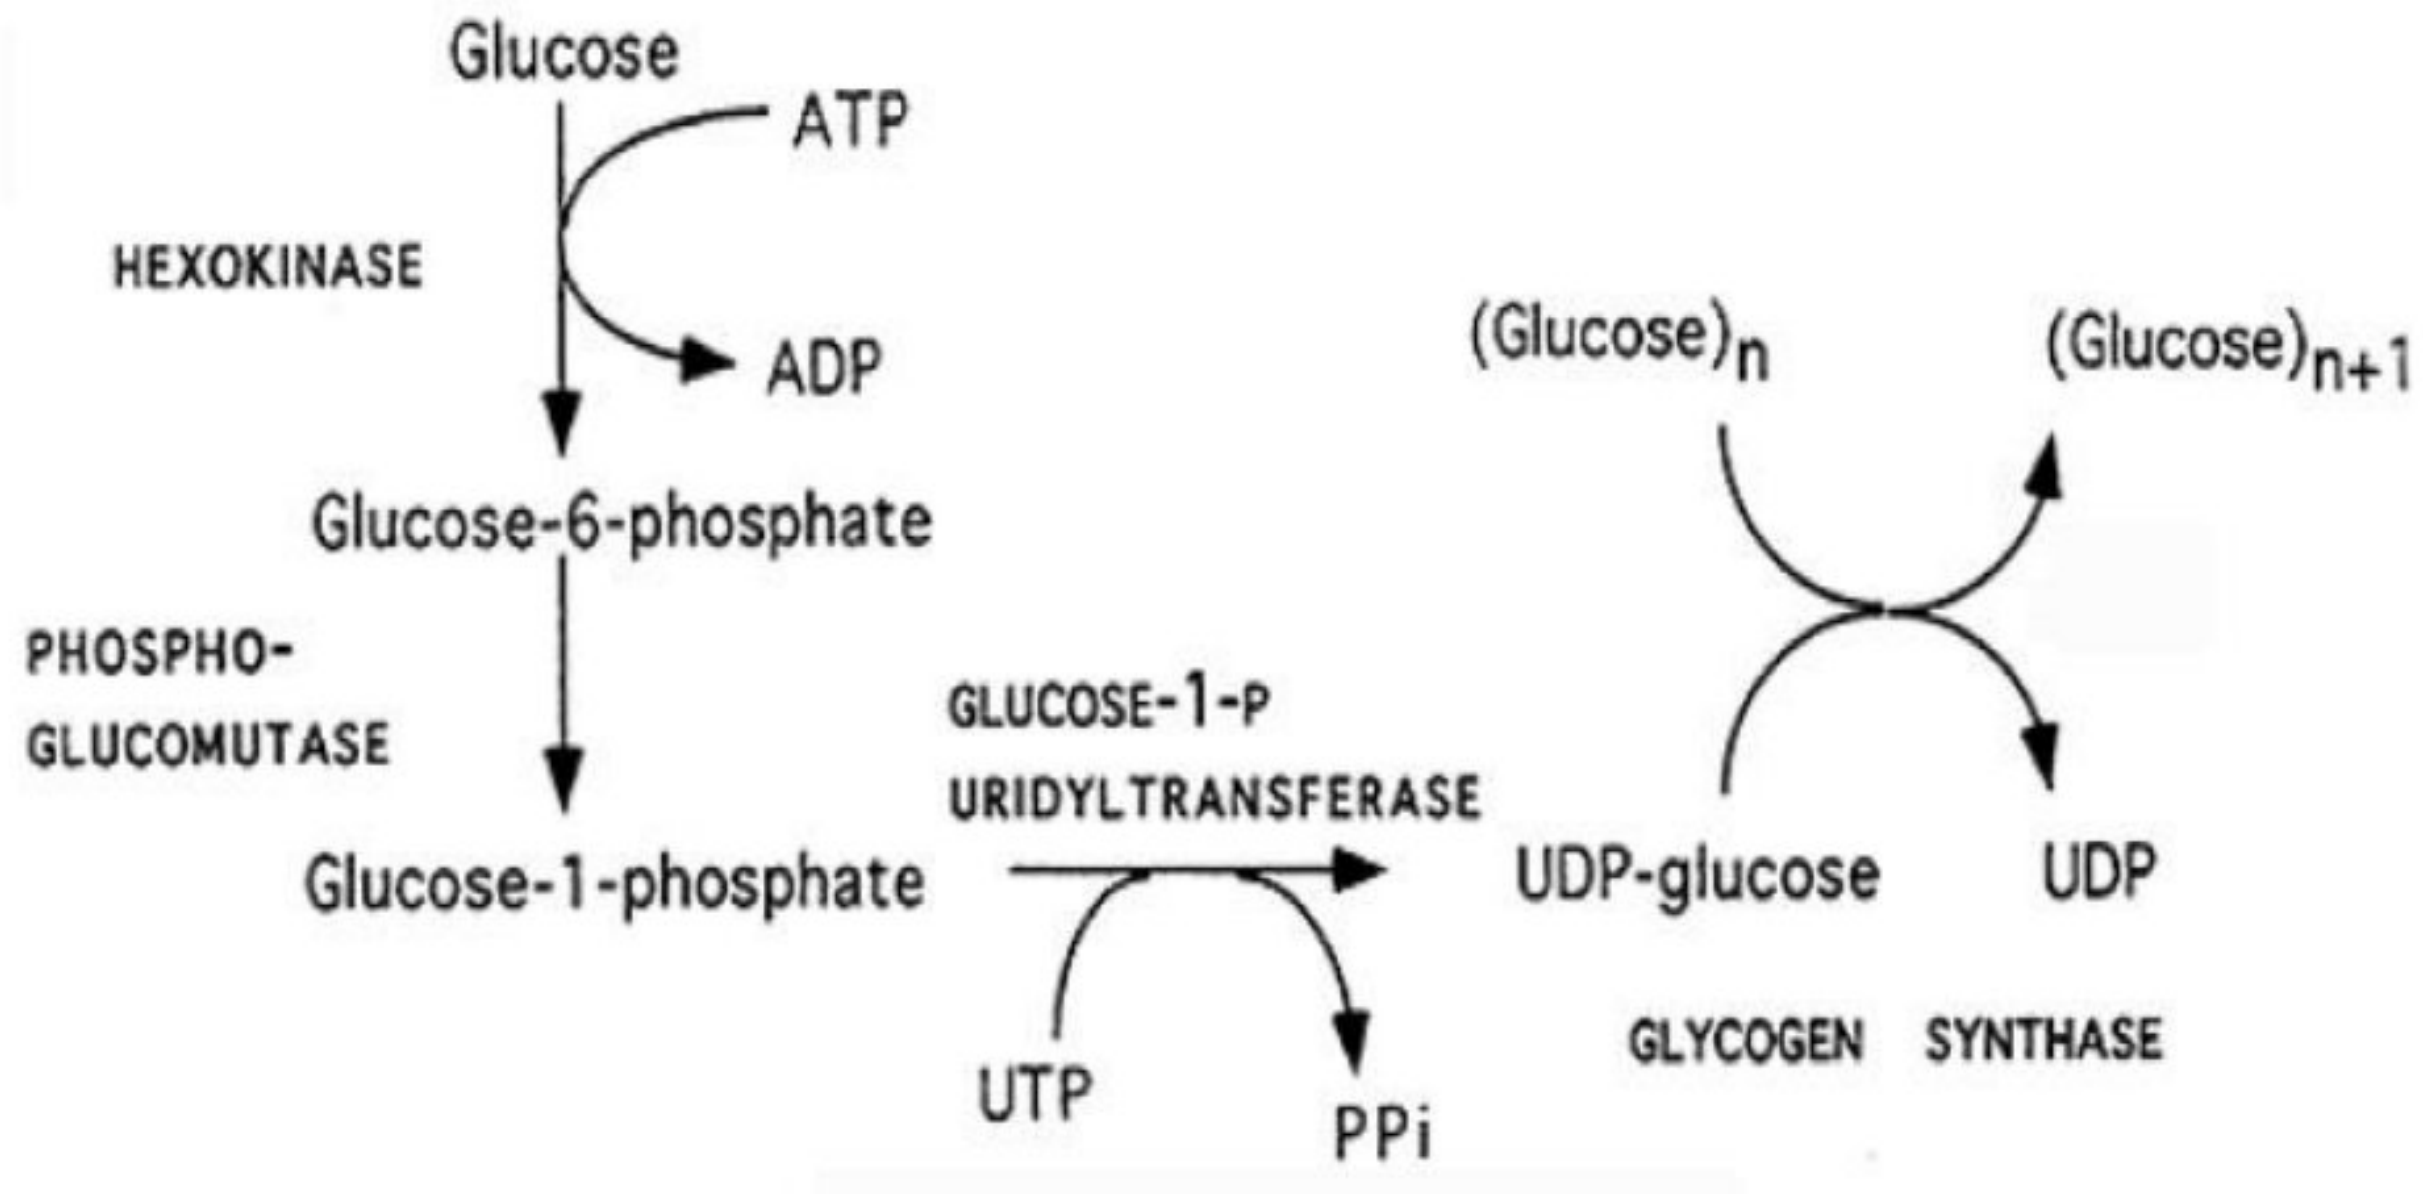 Glucose
ATP
HEXOKINASE
ADP
Glucose-6-phosphate
PHOSPHO-
GLUCOMUTASE
Glucose-1-phosphate
GLUCOSE-1-P
URIDYLTRANSFERASE
UTP
PPi
(Glucose)n
(Glucose)n+1
UDP-glucose
UDP
GLYCOGEN SYNTHASE